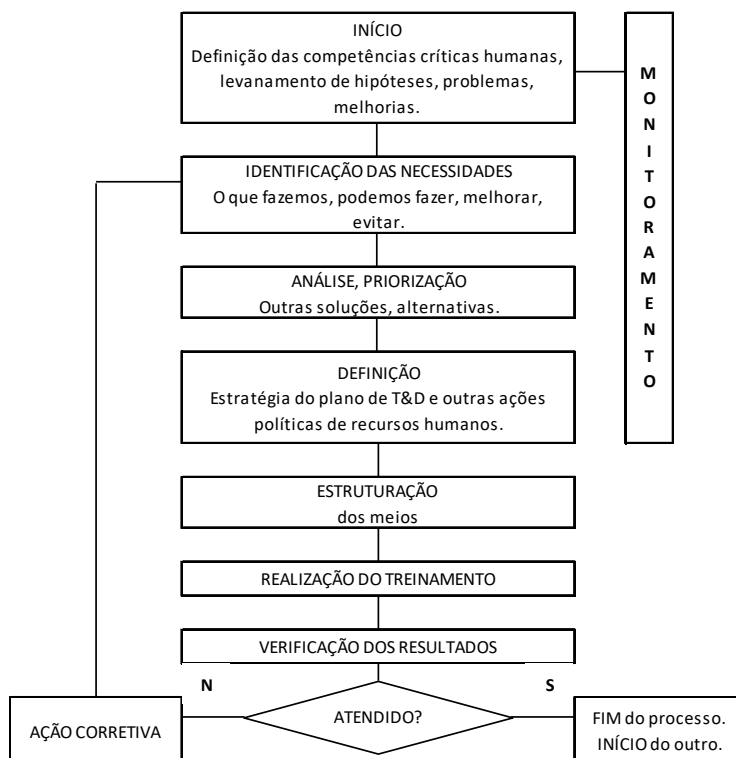 INÍCIO
Definição das competências críticas humanas,
levanamento de hipóteses, problemas,
melhorias.
MONITORAMENTO
IDENTIFICAÇÃO DAS NECESSIDADES
O que fazemos, podemos fazer, melhorar,
evitar.
ANÁLISE, PRIORIZAÇÃO
Outras soluções, alternativas.
DEFINIÇÃO
Estratégia do plano de T&D e outras ações
políticas de recursos humanos.
ESTRUTURAÇÃO
dos meios
REALIZAÇÃO DO TREINAMENTO
VERIFICAÇÃO DOS RESULTADOS
N
S
AÇÃO CORRETIVA
ATENDIDO?
FIM do processo.
INÍCIO do outro.